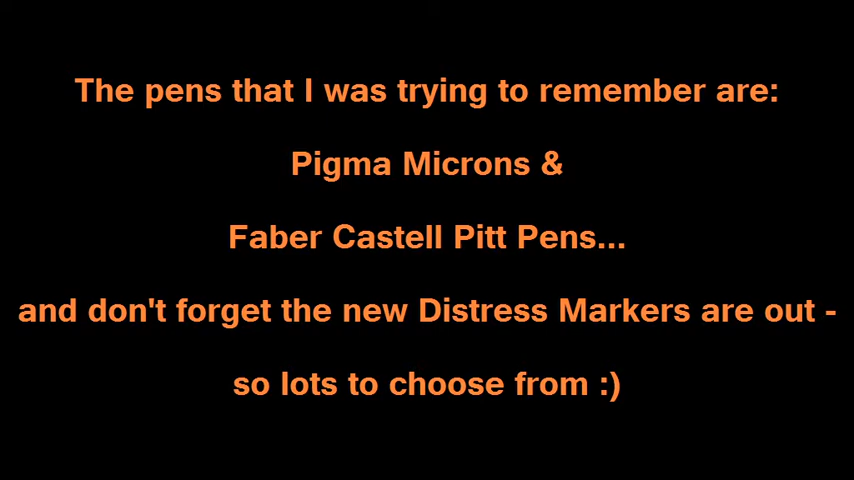 The pens that I was trying to remember are:
Pigma Microns &
Faber Castell Pitt Pens...
and don't forget the new Distress Markers are out -
so lots to choose from :)